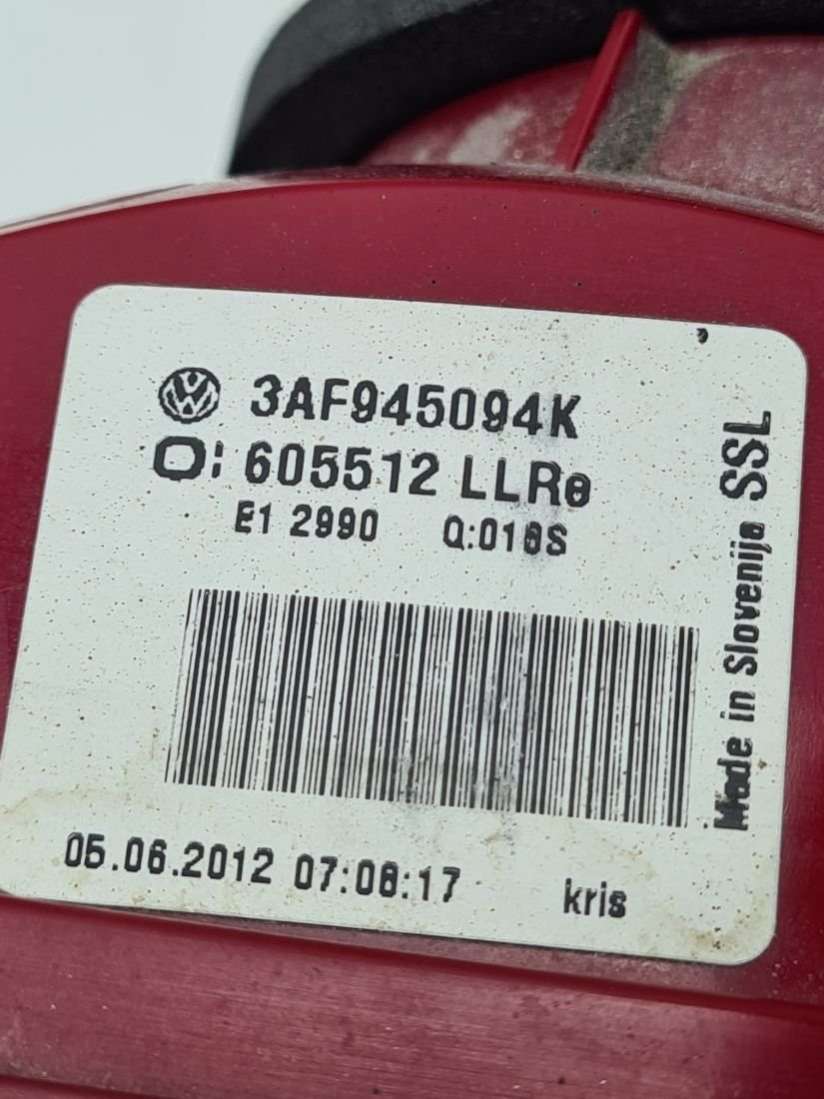 3AF945094K
O: 605512 LLRe
E1 2990 Q:016S
Made in Slovenija SSL
05.06.2012 07:08:17 kris